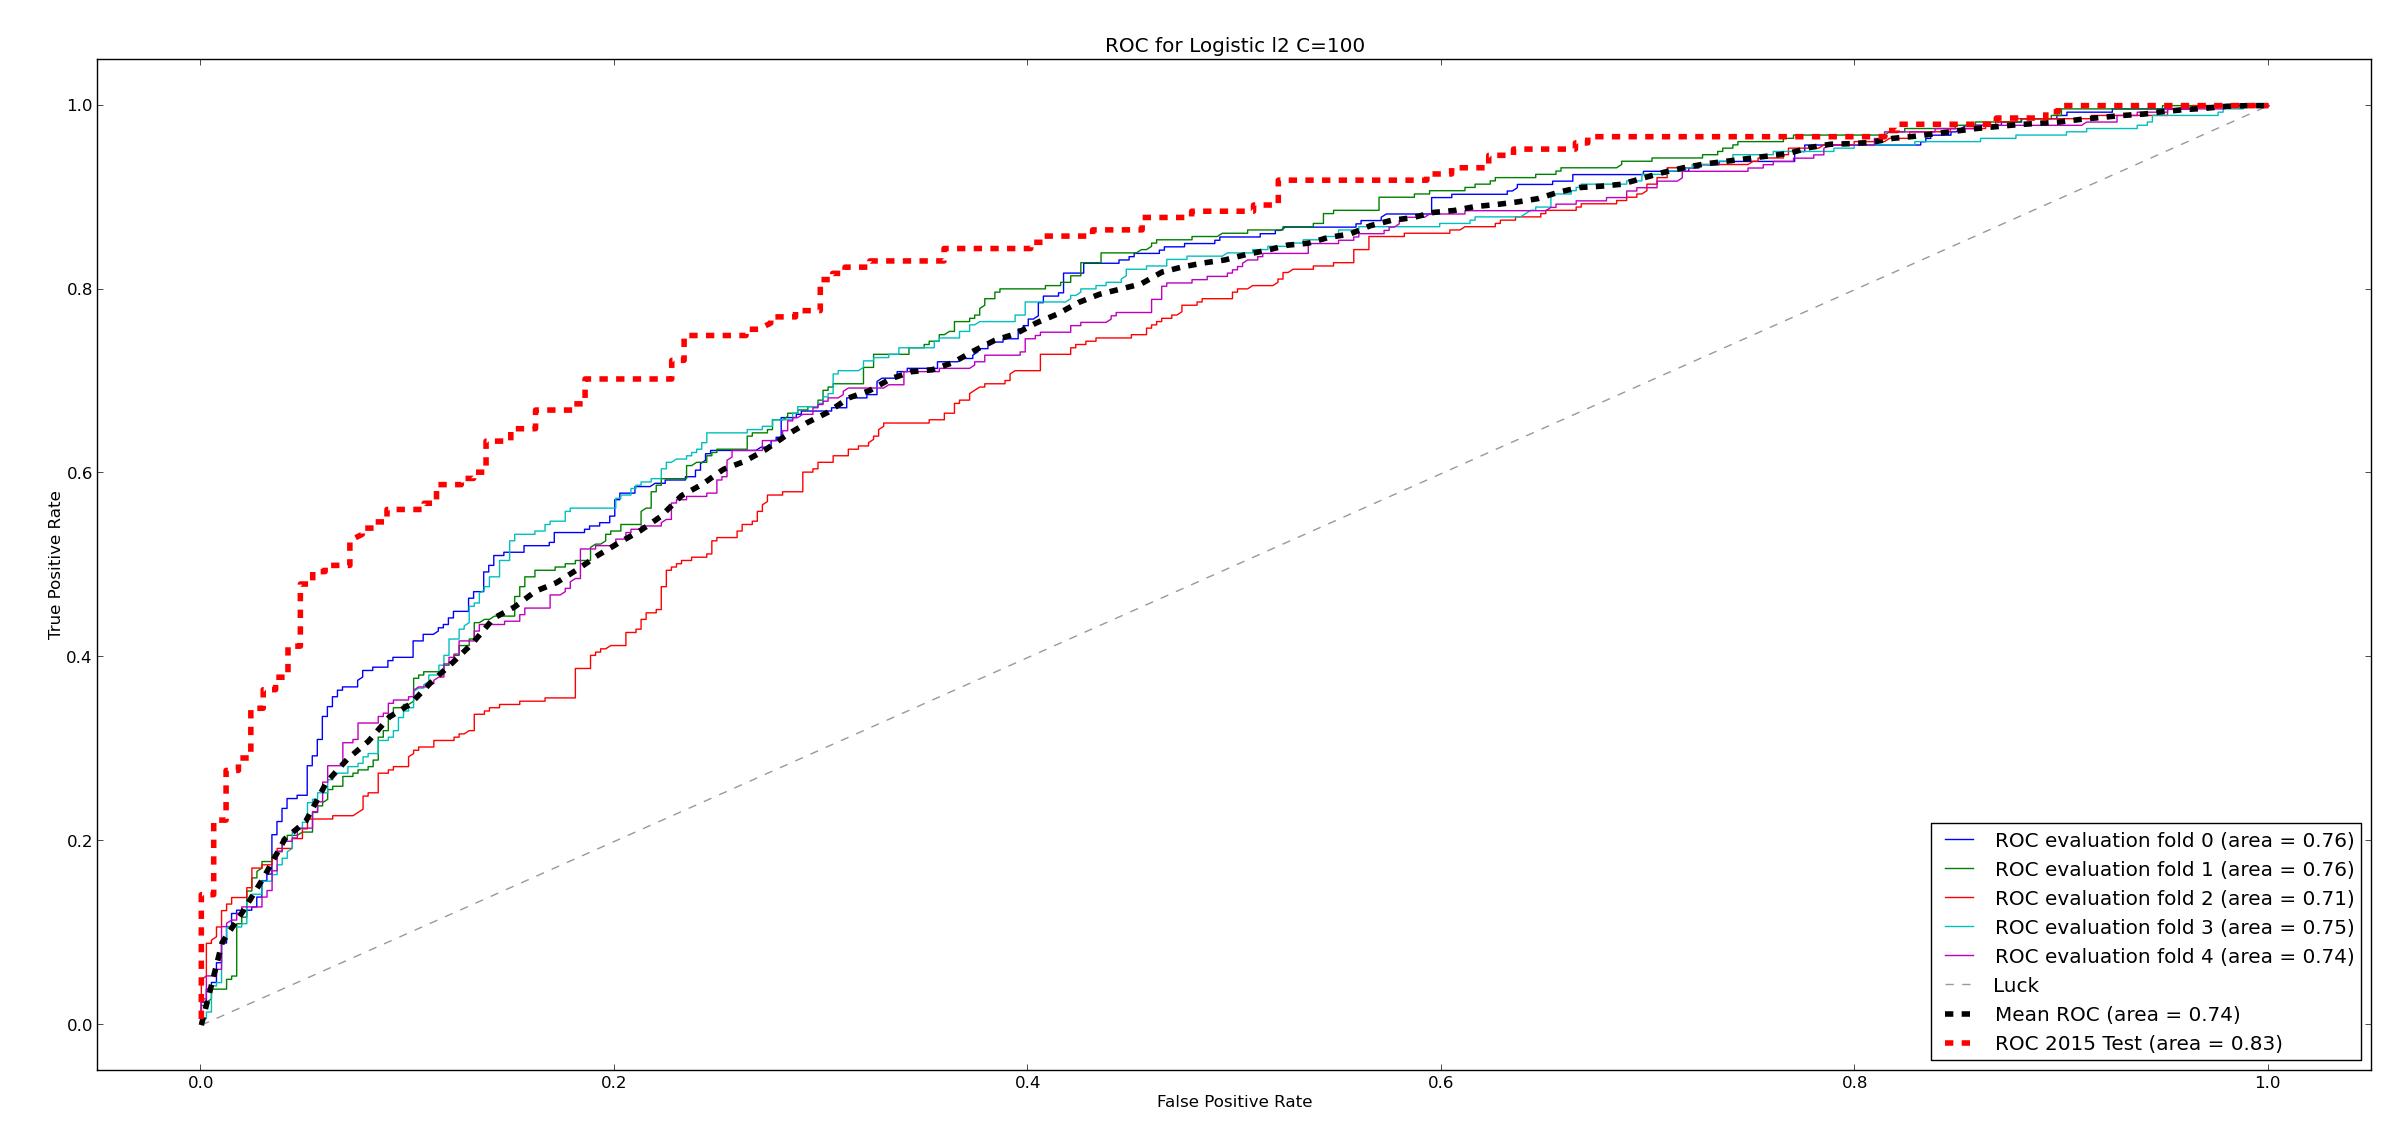 ROC for Logistic l2 C=100
1.0
0.8
0.6
0.4
0.2
0.0
True Positive Rate
0.0 0.2 0.4 0.6 0.8 1.0
False Positive Rate
ROC evaluation fold 0 (area = 0.76)
ROC evaluation fold 1 (area = 0.76)
ROC evaluation fold 2 (area = 0.71)
ROC evaluation fold 3 (area = 0.75)
ROC evaluation fold 4 (area = 0.74)
Luck
Mean ROC (area = 0.74)
ROC 2015 Test (area = 0.83)